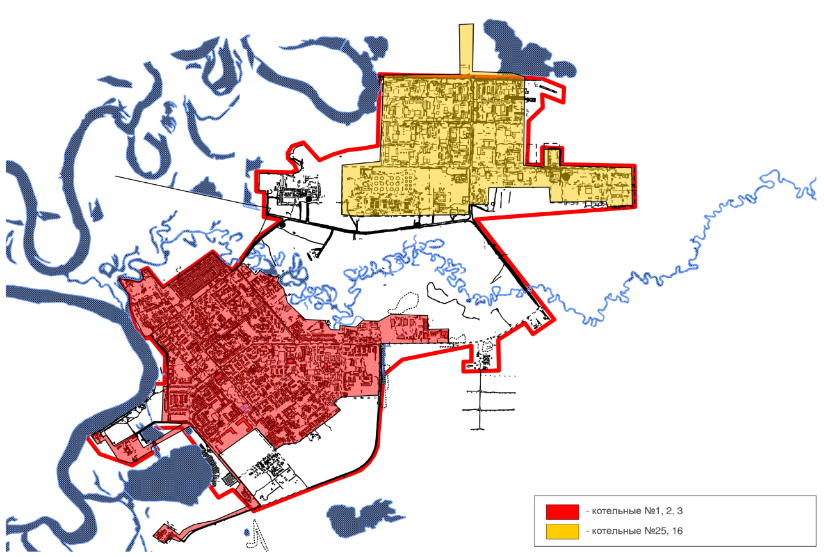 - котельные №1, 2, 3
- котельные №25, 16